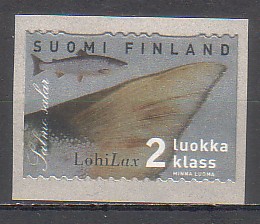 SUOMI FINLAND
Salmo salar
LohiLax
2 luokka
klass
MINNA LUOMA